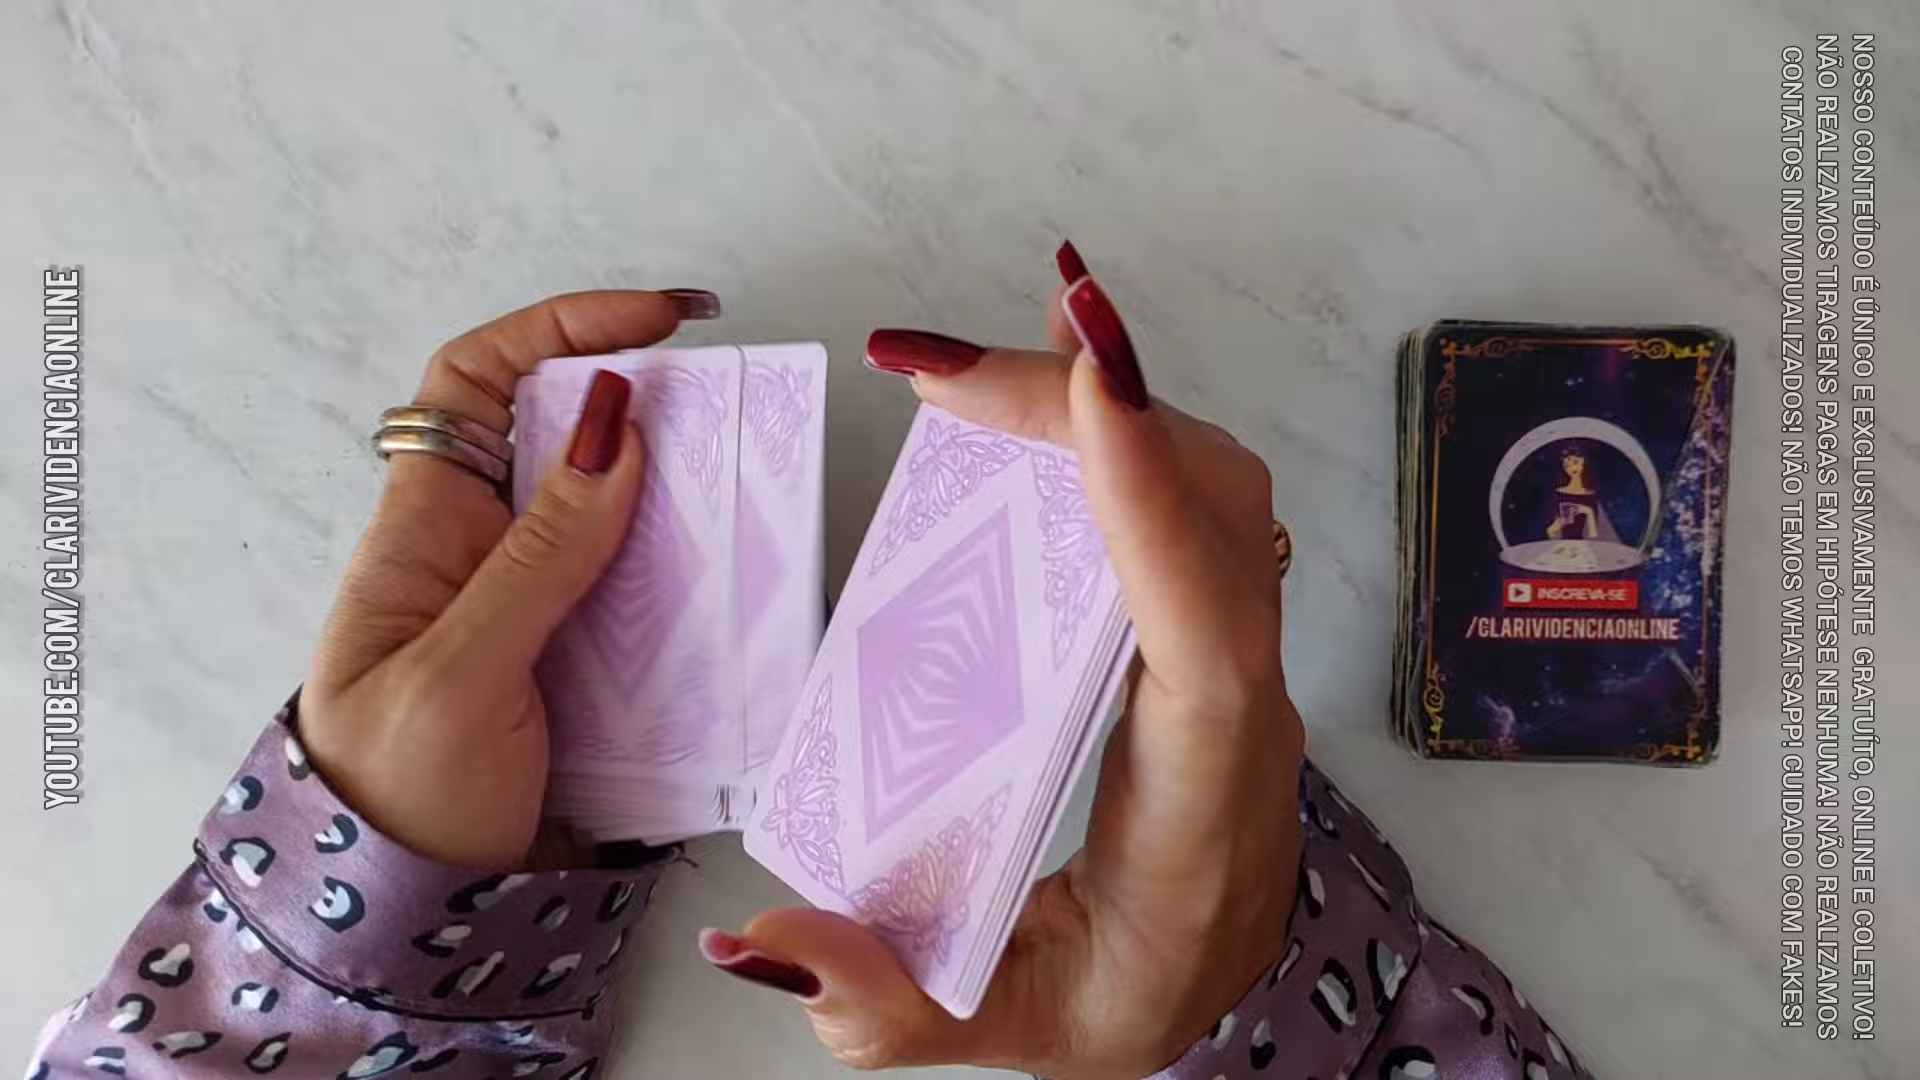 YOUTUBE.COM/CLARIVIDENCIAONLINE
INSCREVA-SE
/CLARIVIDENCIAONLINE
NOSSO CONTEÚDO É ÚNICO E EXCLUSIVAMENTE GRATUÍTO, ONLINE E COLETIVO!
NÃO REALIZAMOS TIRAGENS PAGAS EM HIPÓTESE NENHUMA! NÃO REALIZAMOS
CONTATOS INDIVIDUALIZADOS! NÃO TEMOS WHATSAPP! CUIDADO COM FAKES!